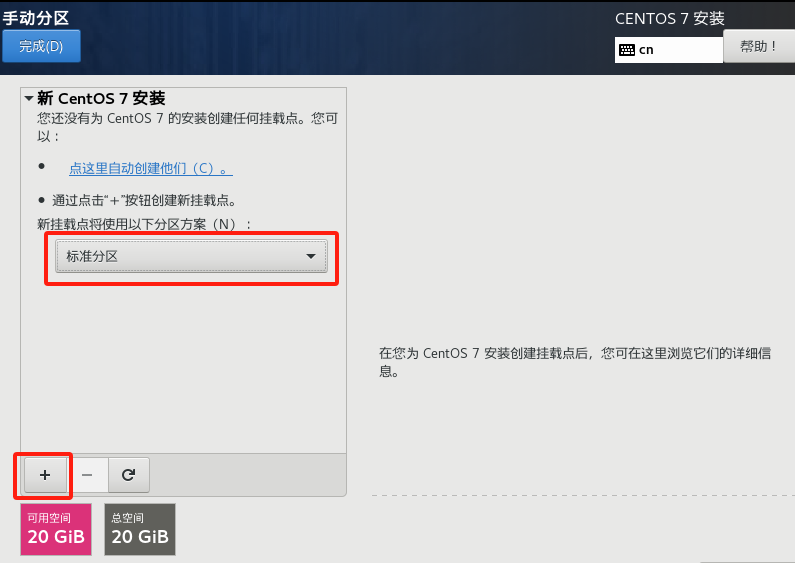 手动分区
CENTOS 7 安装
完成(D)
cn
帮助！
新 CentOS 7 安装
您还没有为 CentOS 7 的安装创建任何挂载点。您可
以：
点这里自动创建他们（C）。
通过点击“+”按钮创建新挂载点。
新挂载点将使用以下分区方案（N）：
标准分区
在您为 CentOS 7 安装创建挂载点后，您可在这里浏览它们的详细信
息。
+ −
可用空间
20 GiB
总空间
20 GiB